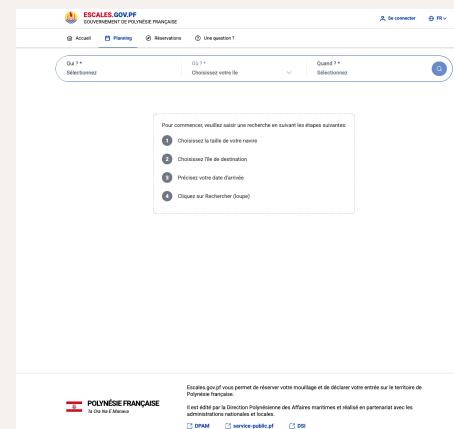 ESCALES.GOV.PF
GOUVERNEMENT DE POLYNÉSIE FRANÇAISE
Se connecter
FR
Accueil
Planning
Réservations
Une question ?
Qui ? *
Sélectionnez
Où ? *
Choisissez votre île
Quand ? *
Sélectionnez
Pour commencer, veuillez saisir une recherche en suivant les étapes suivantes:
1 Choisissez la taille de votre navire
2 Choisissez l'île de destination
3 Précisez votre date d'arrivée
4 Cliquez sur Rechercher (loupe)
POLYNÉSIE FRANÇAISE
Ia Ora Na E Manava
Escales.gov.pf vous permet de réserver votre mouillage et de déclarer votre entrée sur le territoire de
Polynésie française.
Il est édité par la Direction Polynésienne des Affaires maritimes et réalisé en partenariat avec les
administrations nationales et locales.
DPAM
service-public.pf
DSI